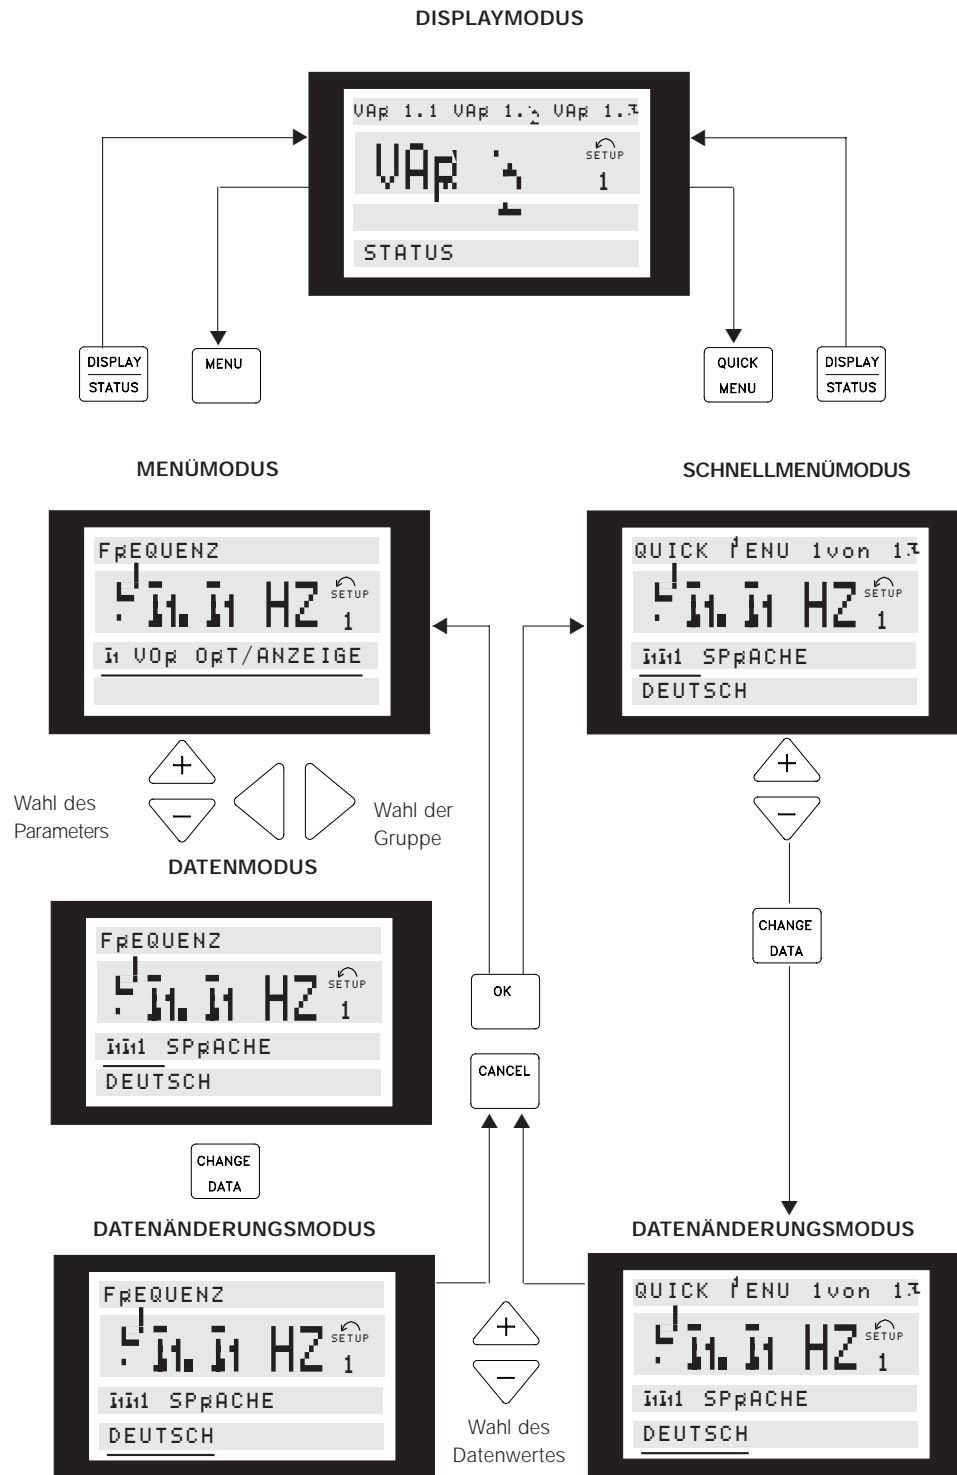 DISPLAYMODUS
VAR 1.1 VAR 1.2 VAR 1.3
VAR 2
SETUP
1
STATUS
DISPLAY
STATUS
MENU
QUICK
MENU
DISPLAY
STATUS
MENÜMODUS
FREQUENZ
50.0 HZ
SETUP
1
0 VOR ORT/ANZEIGE
Wahl des
Parameters
+
−
Wahl der
Gruppe
SCHNELLMENÜMODUS
QUICK MENU 1von 13
50.0 HZ
SETUP
1
001 SPRACHE
DEUTSCH
+
−
DATENMODUS
FREQUENZ
50.0 HZ
SETUP
1
001 SPRACHE
DEUTSCH
CHANGE
DATA
OK
CANCEL
CHANGE
DATA
DATENÄNDERUNGSMODUS
FREQUENZ
50.0 HZ
SETUP
1
001 SPRACHE
DEUTSCH
+
−
Wahl des
Datenwertes
DATENÄNDERUNGSMODUS
QUICK MENU 1von 13
50.0 HZ
SETUP
1
001 SPRACHE
DEUTSCH